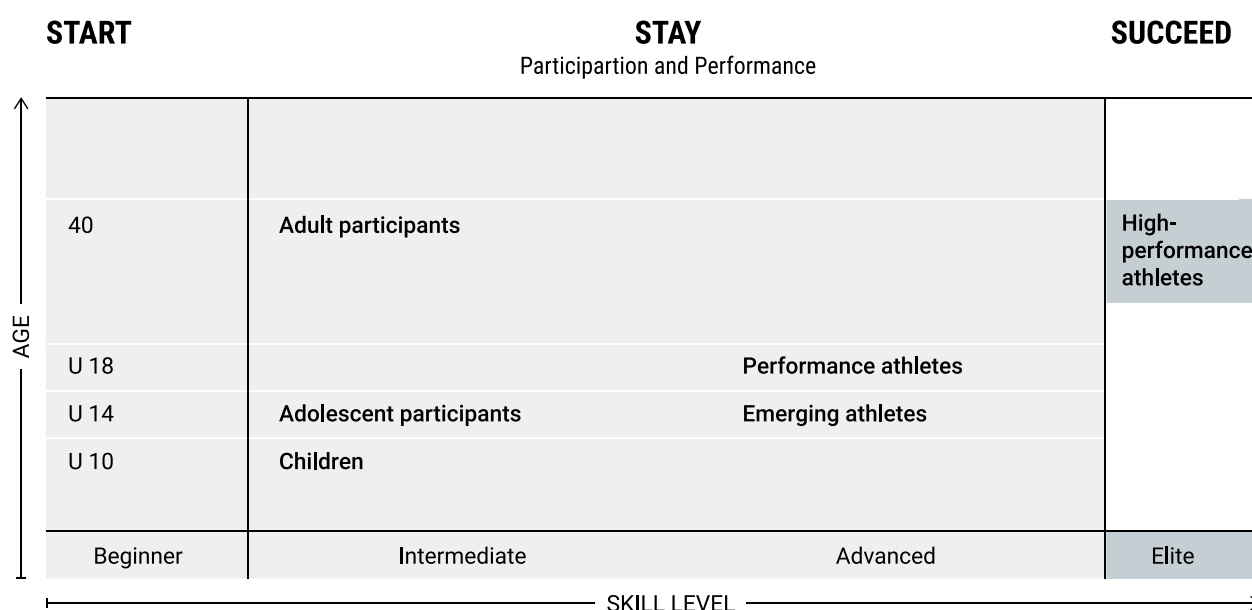 START STAY SUCCEED
Participartion and Performance
40 Adult participants High-
performance
athletes
U 18 Performance athletes
U 14 Adolescent participants Emerging athletes
U 10 Children
Beginner Intermediate Advanced Elite
AGE
SKILL LEVEL